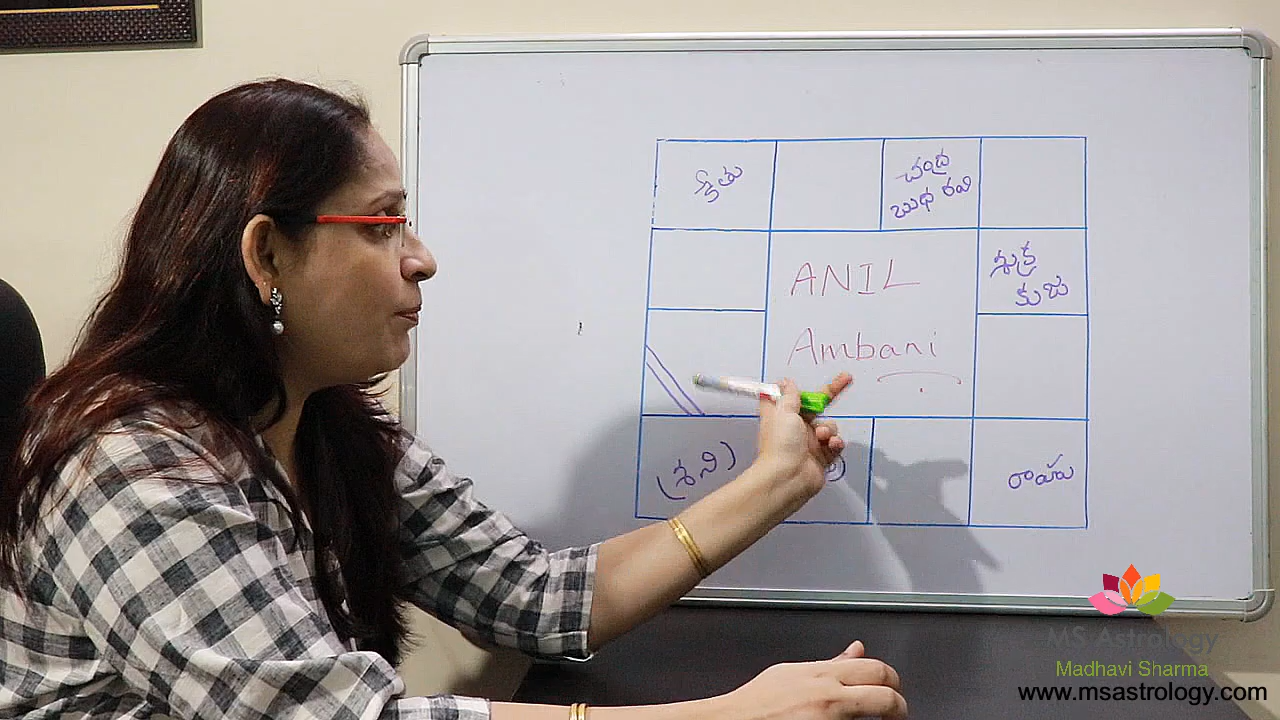 కేతు
చంద్ర
బుధ రవి
ANIL
Ambani
శుక్ర
కుజు
(శని)
రాహు
MS Astrology
Madhavi Sharma
www.msastrology.com